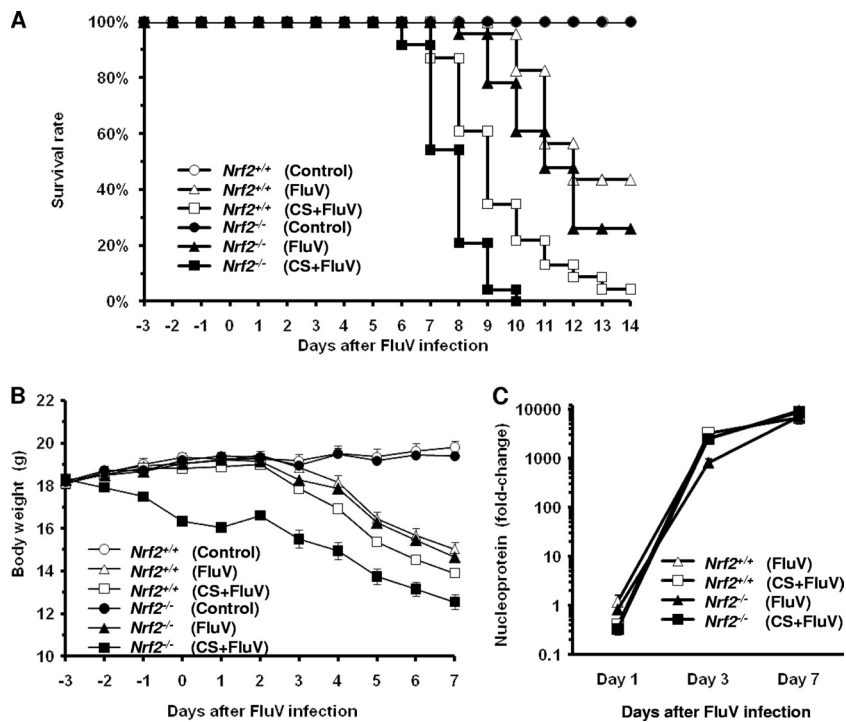 A
100%
80%
60%
40%
20%
0%
Survival rate
Nrf2+/+ (Control)
Nrf2+/+ (FluV)
Nrf2+/+ (CS+FluV)
Nrf2-/- (Control)
Nrf2-/- (FluV)
Nrf2-/- (CS+FluV)
-3 -2 -1 0 1 2 3 4 5 6 7 8 9 10 11 12 13 14
Days after FluV infection
B
22
20
18
16
14
12
10
Body weight (g)
Nrf2+/+ (Control)
Nrf2+/+ (FluV)
Nrf2+/+ (CS+FluV)
Nrf2-/- (Control)
Nrf2-/- (FluV)
Nrf2-/- (CS+FluV)
-3 -2 -1 0 1 2 3 4 5 6 7
Days after FluV infection
C
10000
1000
100
10
1
0.1
Nucleoprotein (fold-change)
Nrf2+/+ (FluV)
Nrf2+/+ (CS+FluV)
Nrf2-/- (FluV)
Nrf2-/- (CS+FluV)
Day 1 Day 3 Day 7
Days after FluV infection